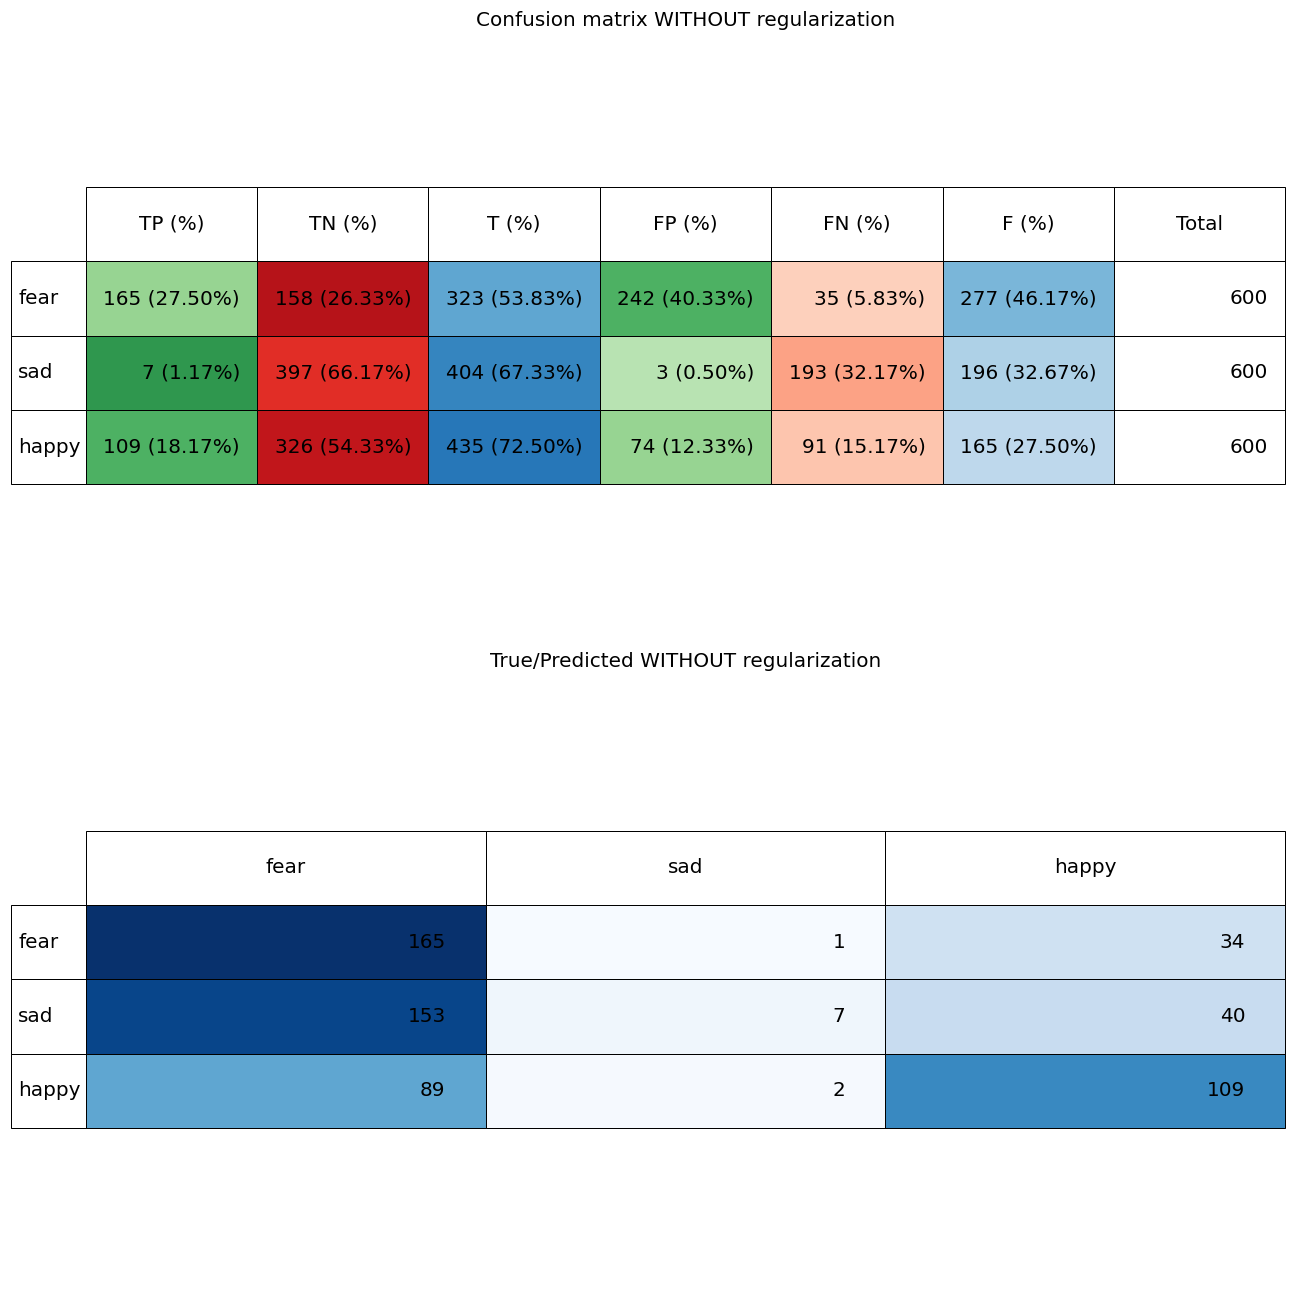 Confusion matrix WITHOUT regularization
TP (%) TN (%) T (%) FP (%) FN (%) F (%) Total
fear 165 (27.50%) 158 (26.33%) 323 (53.83%) 242 (40.33%) 35 (5.83%) 277 (46.17%) 600
sad 7 (1.17%) 397 (66.17%) 404 (67.33%) 3 (0.50%) 193 (32.17%) 196 (32.67%) 600
happy 109 (18.17%) 326 (54.33%) 435 (72.50%) 74 (12.33%) 91 (15.17%) 165 (27.50%) 600
True/Predicted WITHOUT regularization
fear sad happy
fear 165 1 34
sad 153 7 40
happy 89 2 109